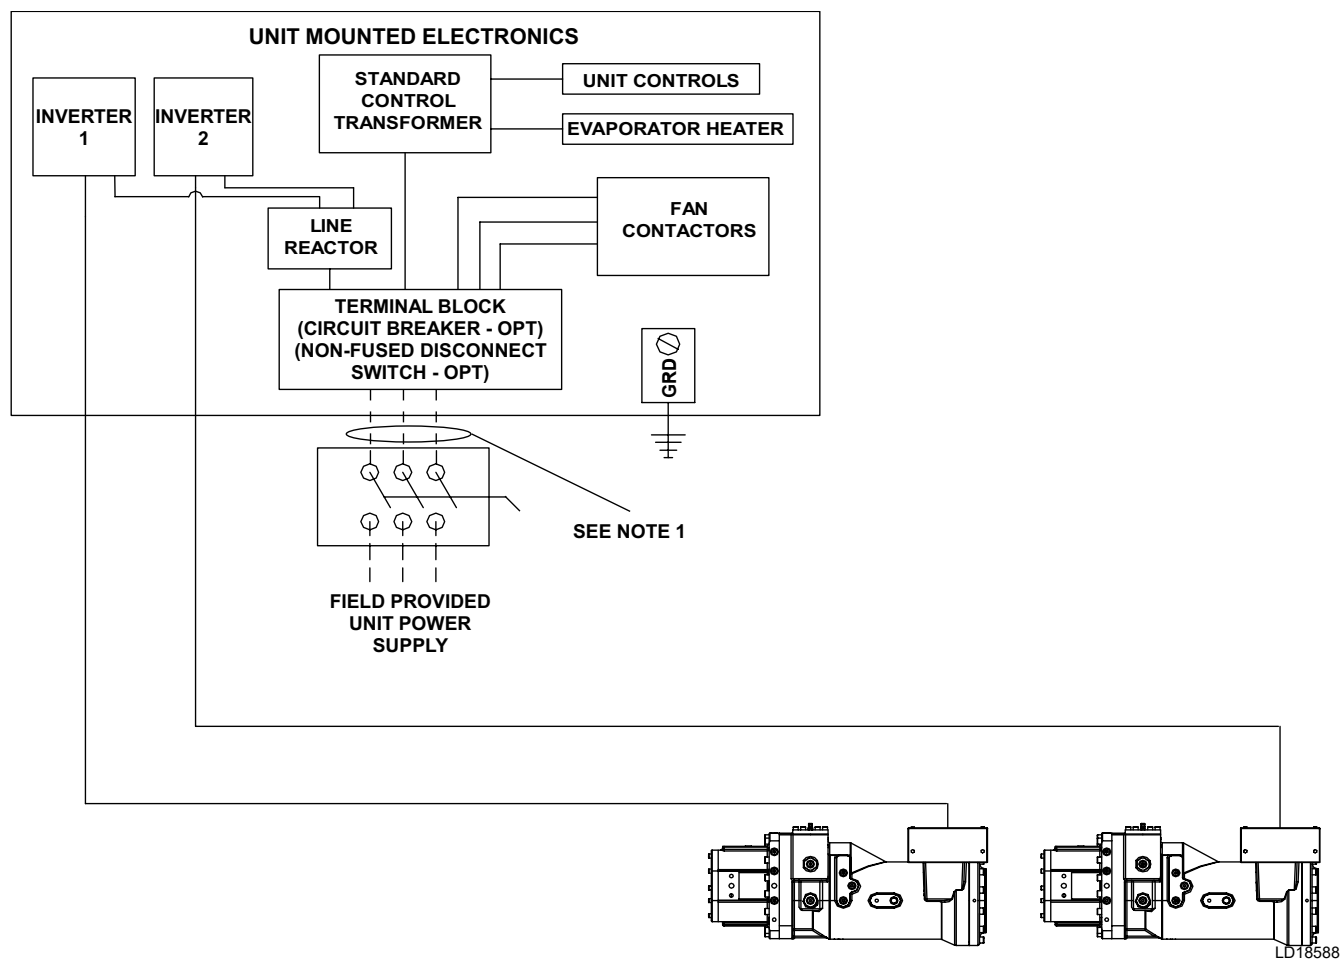 UNIT MOUNTED ELECTRONICS
INVERTER
1
INVERTER
2
STANDARD
CONTROL
TRANSFORMER
UNIT CONTROLS
EVAPORATOR HEATER
LINE
REACTOR
FAN
CONTACTORS
TERMINAL BLOCK
(CIRCUIT BREAKER - OPT)
(NON-FUSED DISCONNECT
SWITCH - OPT)
GRD
SEE NOTE 1
FIELD PROVIDED
UNIT POWER
SUPPLY
LD18588